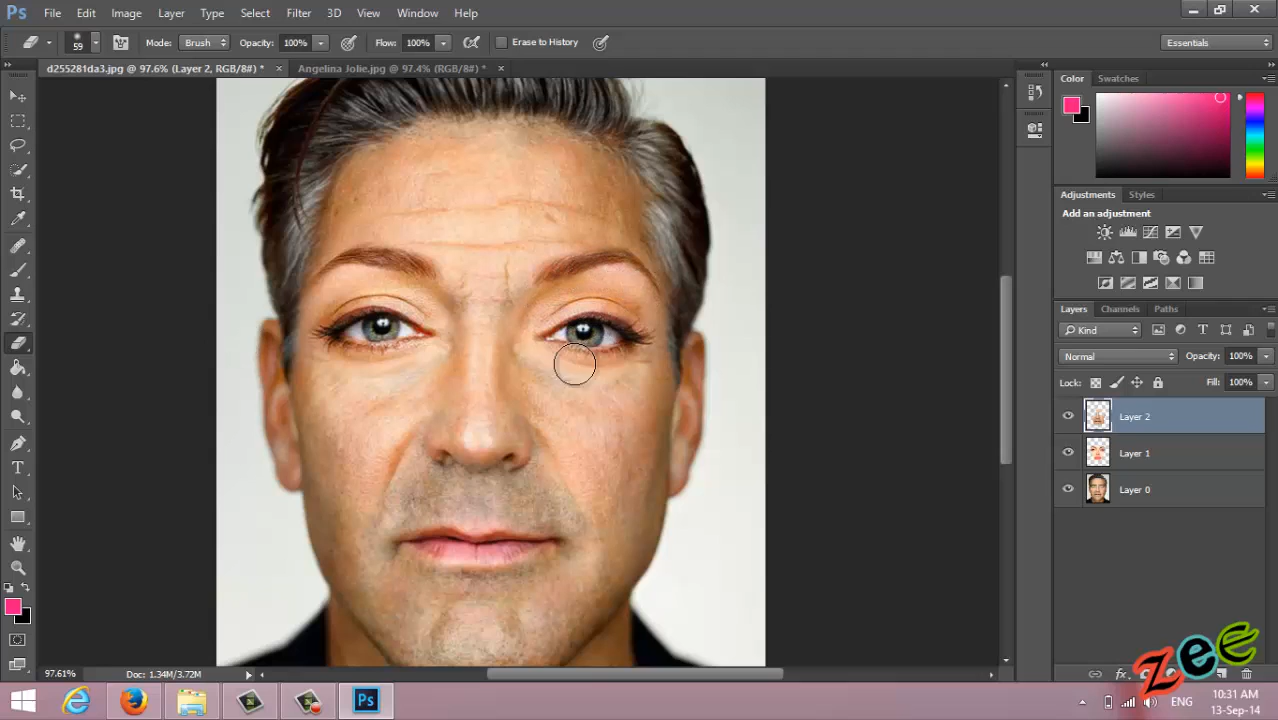 Ps File Edit Image Layer Type Select Filter 3D View Window Help
59 Mode: Brush Opacity: 100% Flow: 100% Erase to History Essentials
d255281da3.jpg @ 97.6% (Layer 2, RGB/8#) * × Angelina Jolie.jpg @ 97.4% (RGB/8#) * ×
Color Swatches
Adjustments Styles
Add an adjustment
Layers Channels Paths
Kind
Normal Opacity: 100%
Lock: Fill: 100%
Layer 2
Layer 1
Layer 0
97.61% Doc: 1.34M/3.72M
zee
Ps ENG 10:31 AM
13-Sep-14